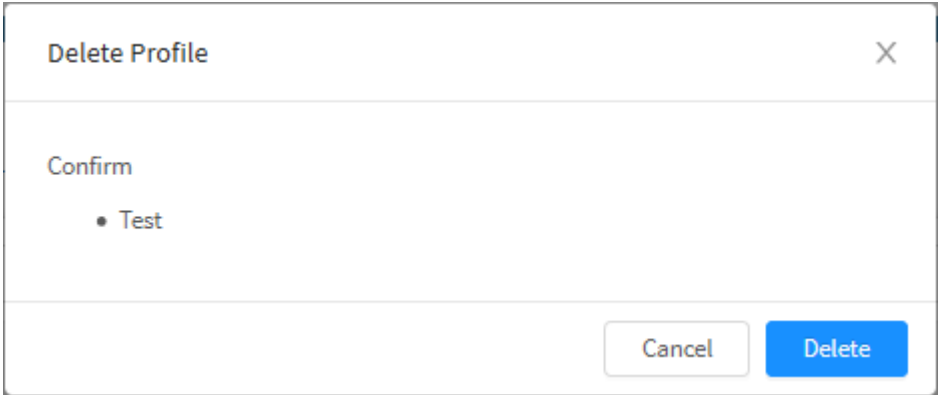 Delete Profile
Confirm
• Test
Cancel
Delete